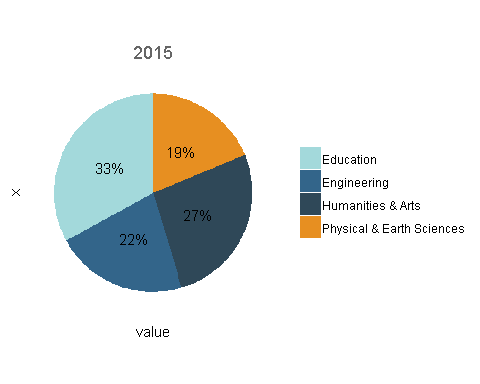 2015
33%
19%
27%
22%
x
value
Education
Engineering
Humanities & Arts
Physical & Earth Sciences